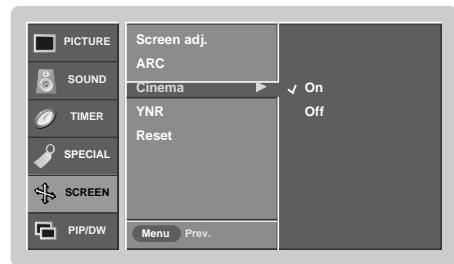 PICTURE
SOUND
TIMER
SPECIAL
SCREEN
PIP/DW
Screen adj.
ARC
Cinema
YNR
Reset
Menu Prev.
On
Off